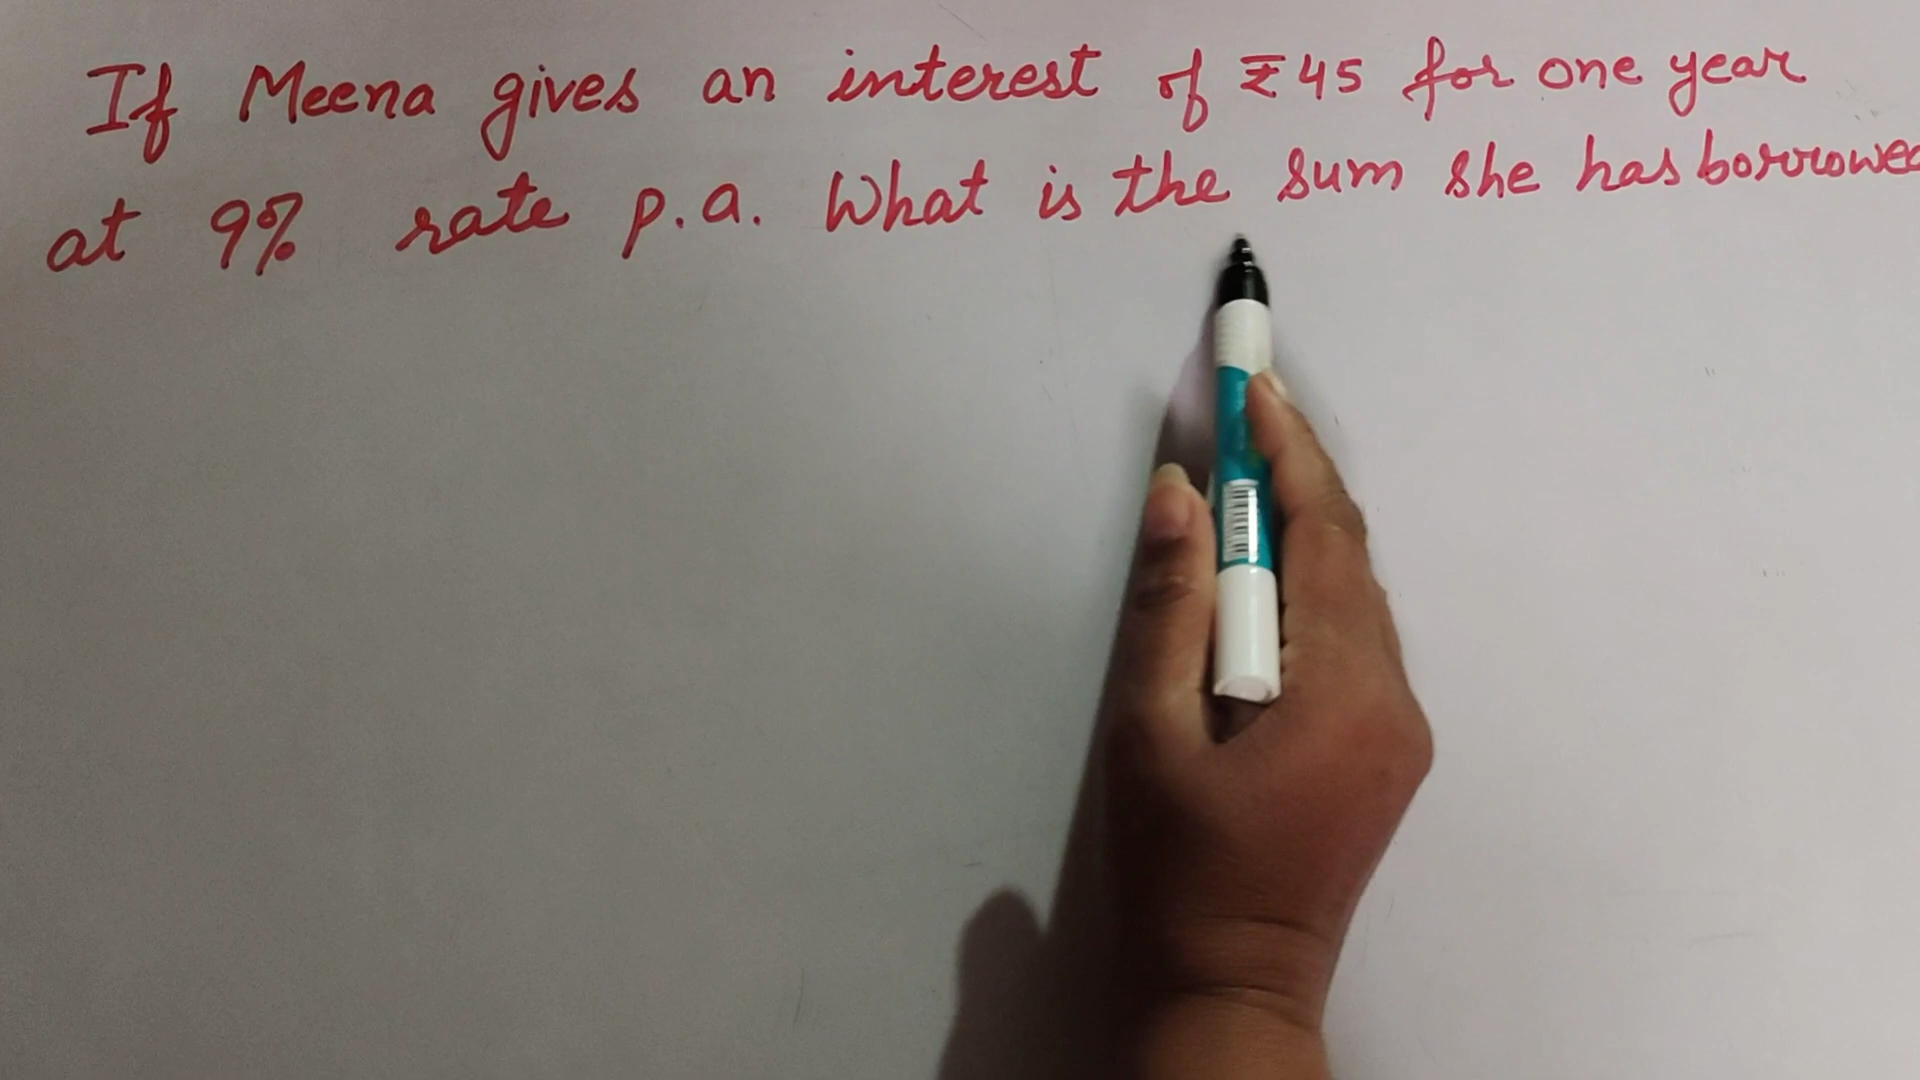 If Meena gives an interest of ₹45 for one year
at 9% rate p.a. What is the sum she has borrowed